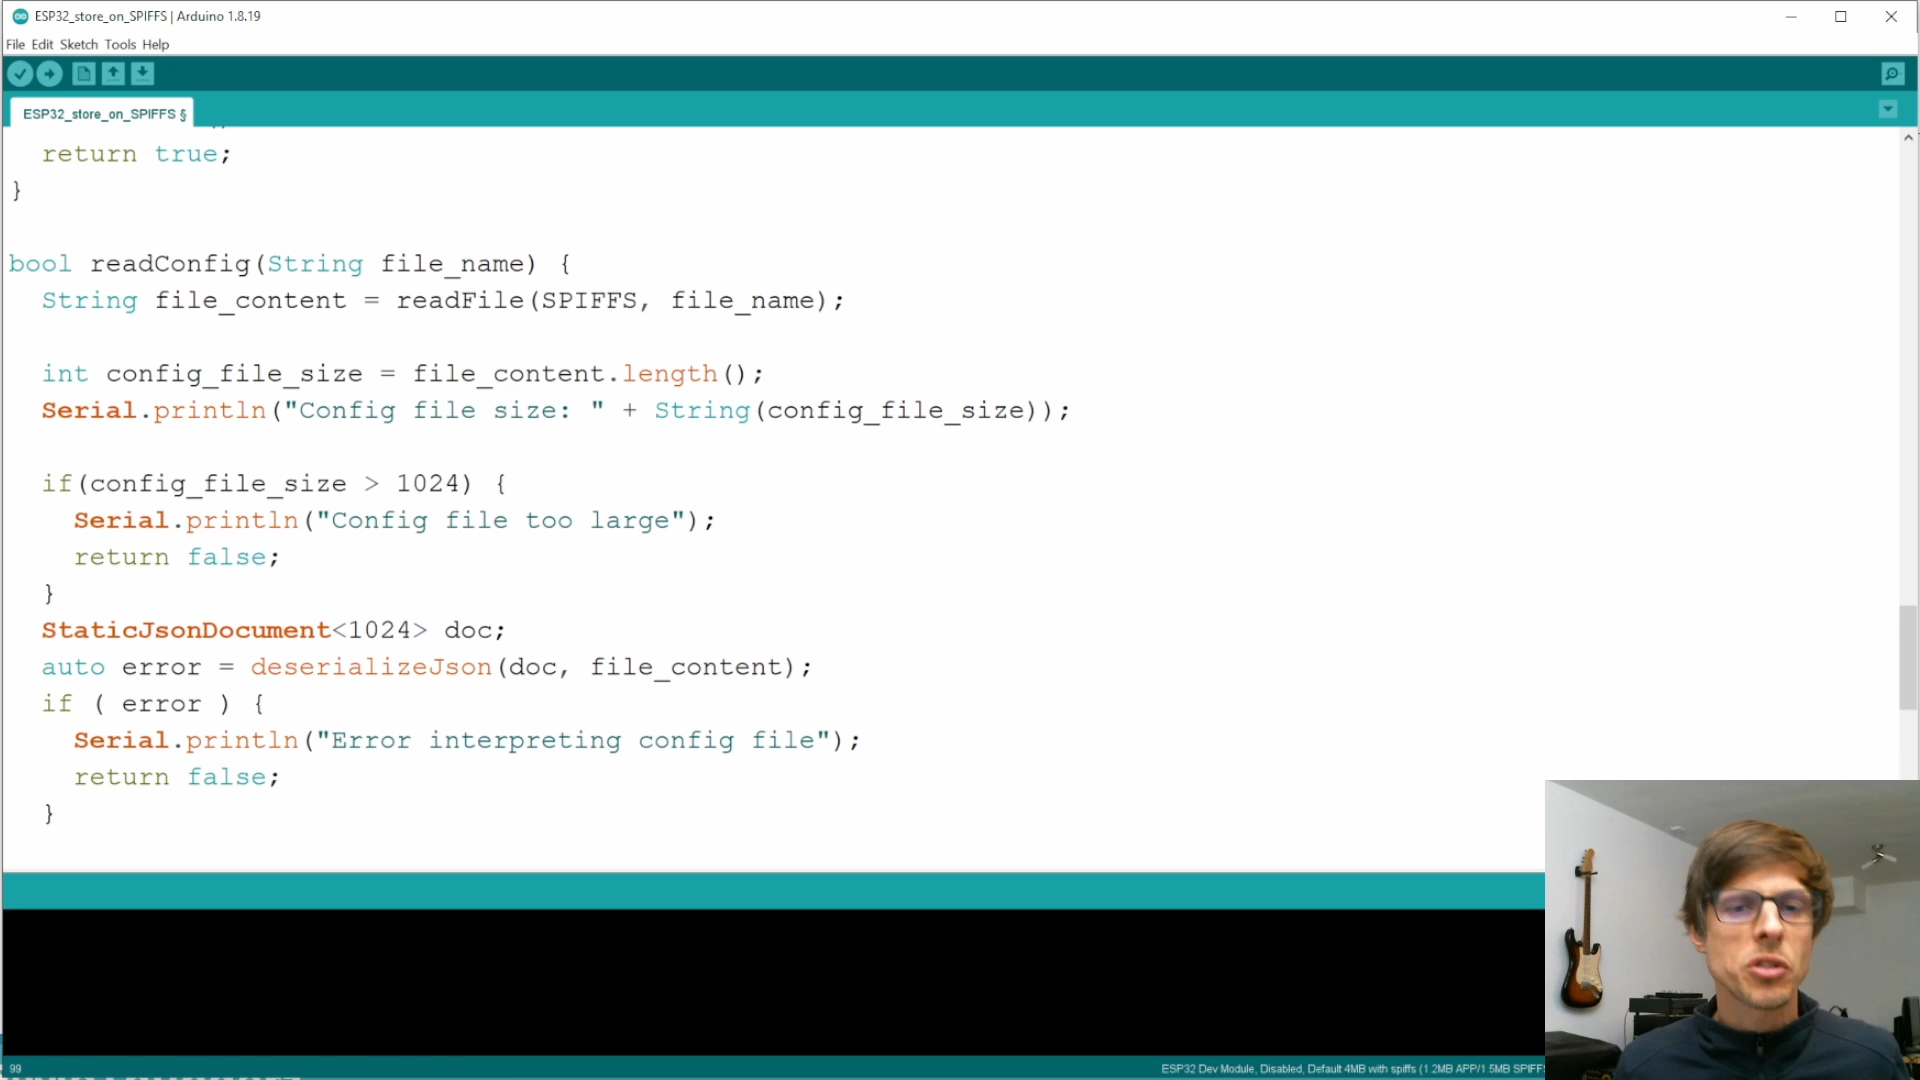 ESP32_store_on_SPIFFS | Arduino 1.8.19
File Edit Sketch Tools Help
ESP32_store_on_SPIFFS §
return true;
}
bool readConfig(String file_name) {
String file_content = readFile(SPIFFS, file_name);
int config_file_size = file_content.length();
Serial.println("Config file size: " + String(config_file_size));
if(config_file_size > 1024) {
Serial.println("Config file too large");
return false;
}
StaticJsonDocument<1024> doc;
auto error = deserializeJson(doc, file_content);
if ( error ) {
Serial.println("Error interpreting config file");
return false;
}
99
ESP32 Dev Module, Disabled, Default 4MB with spiffs (1.2MB APP/1.5MB SPIFF